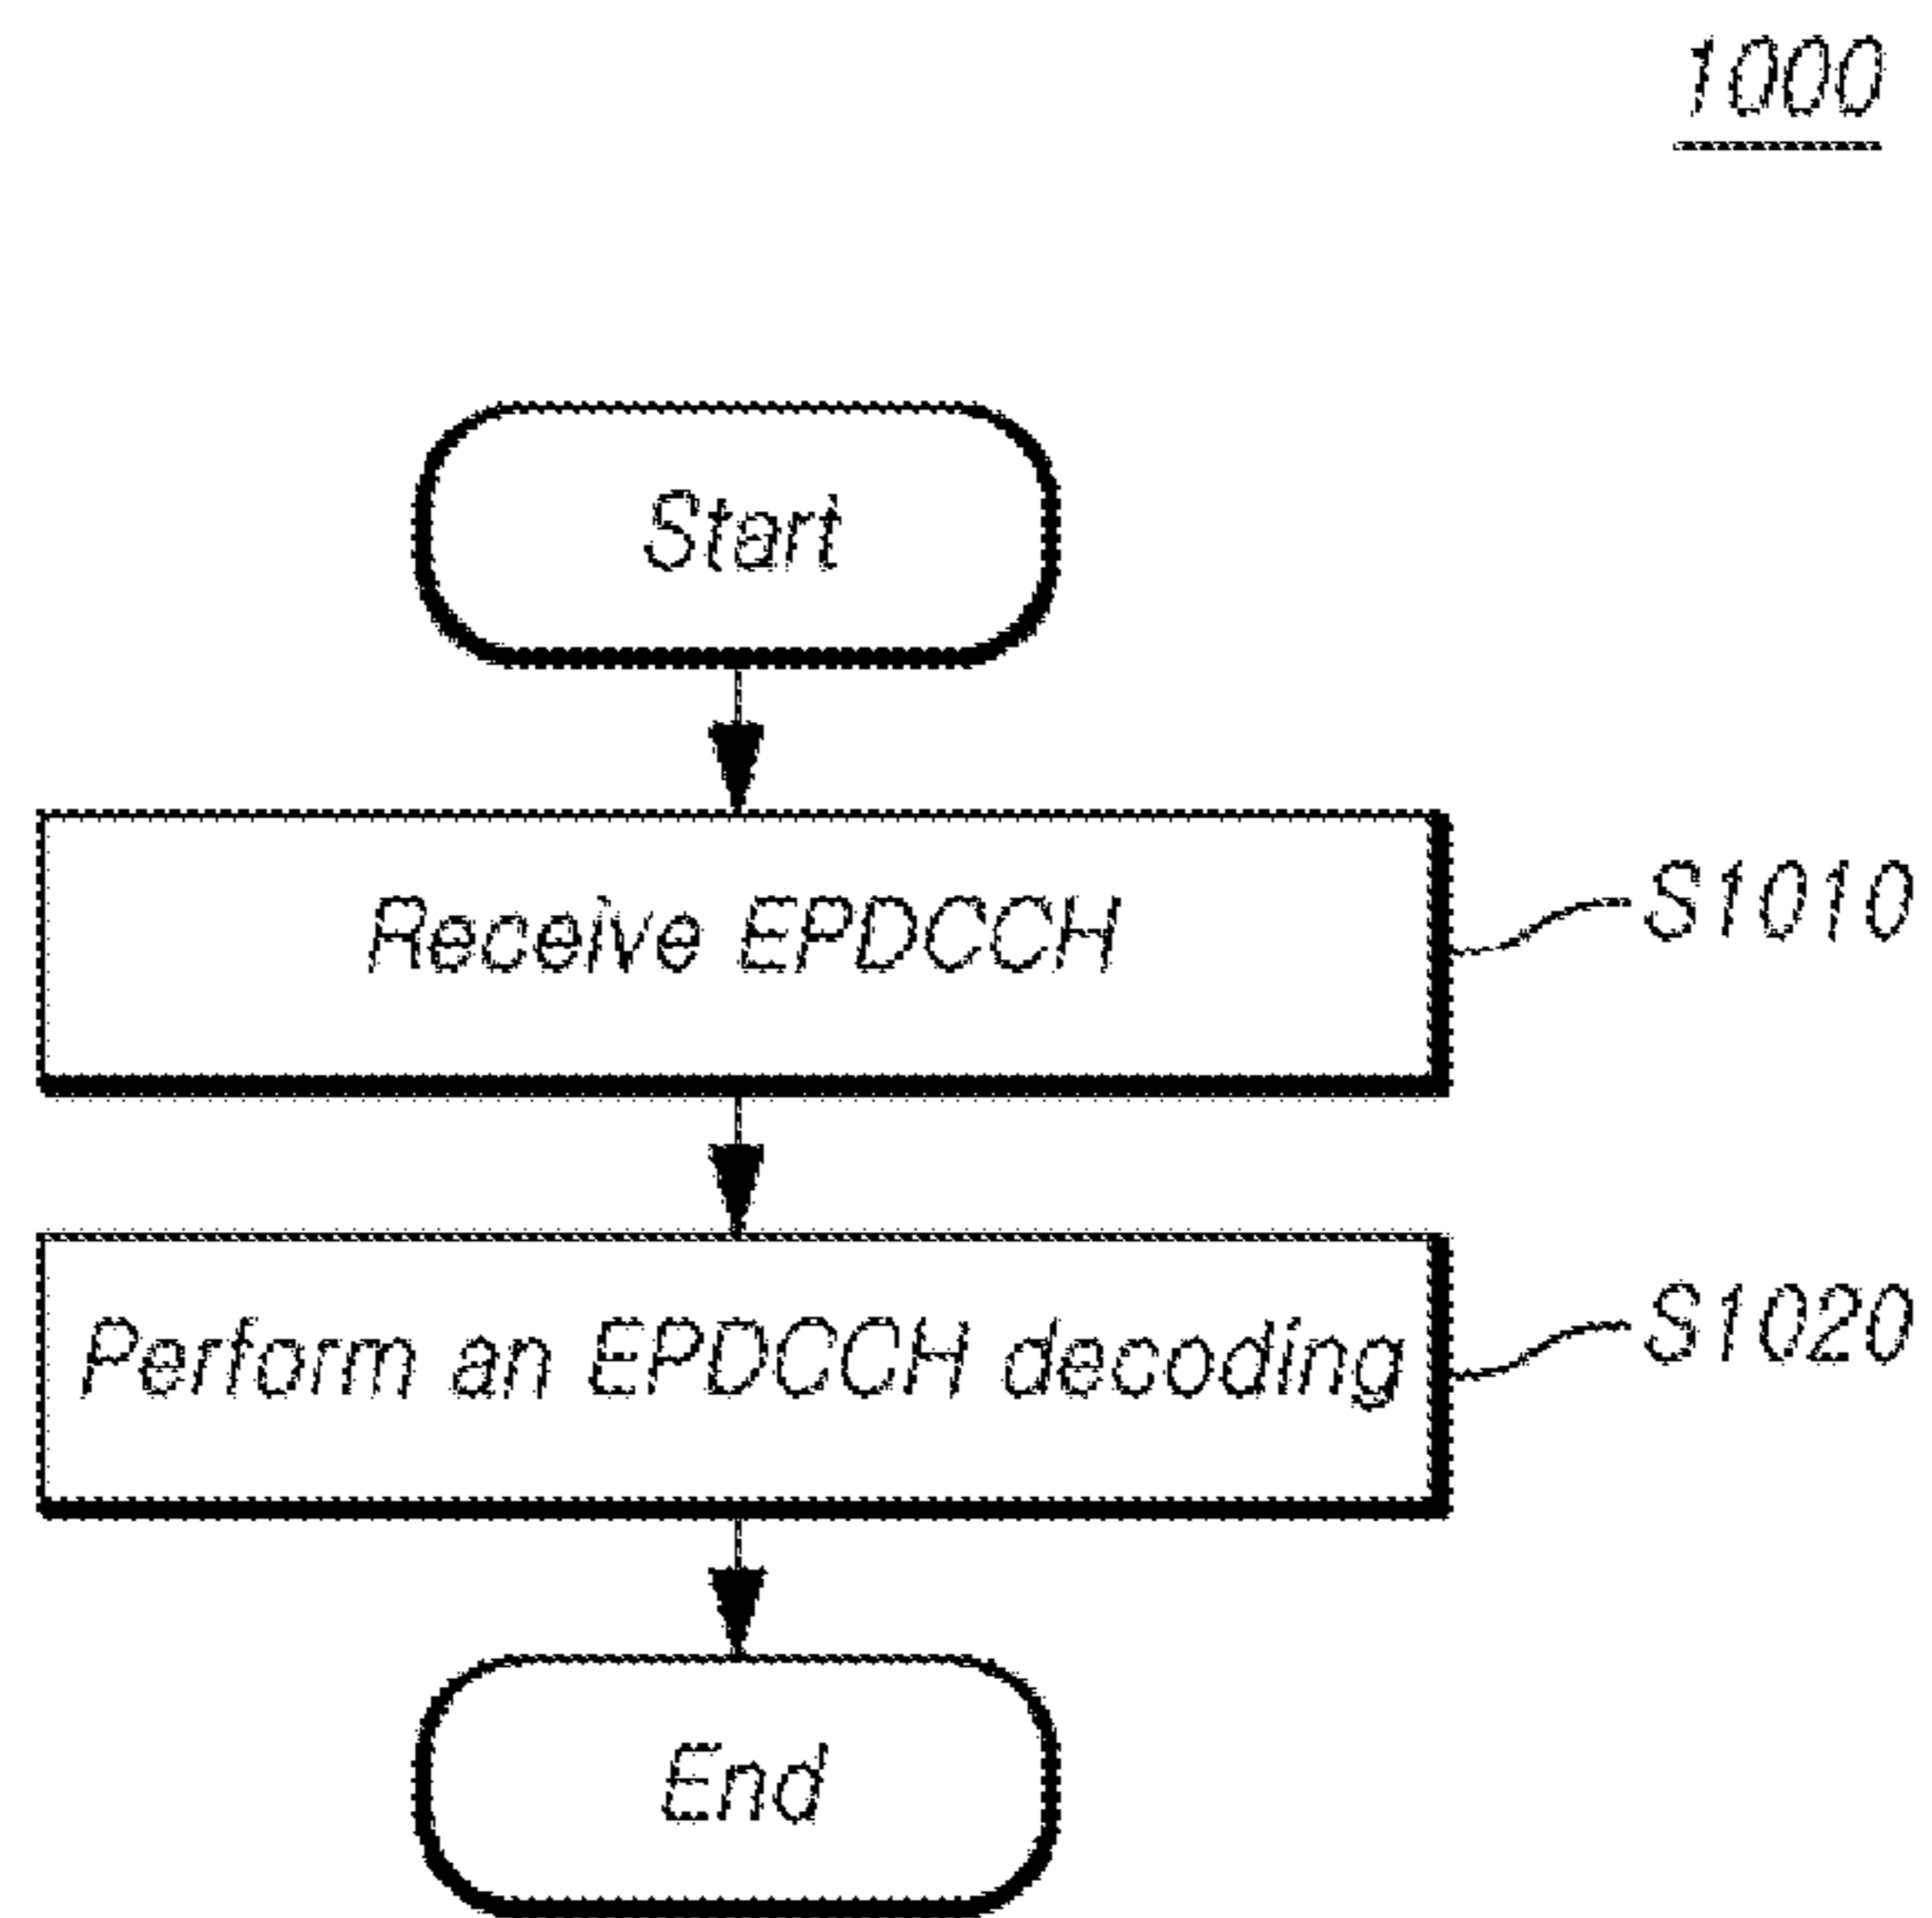 1000
Start
Receive EPDCCH
S1010
Perform an EPDCCH decoding
S1020
End